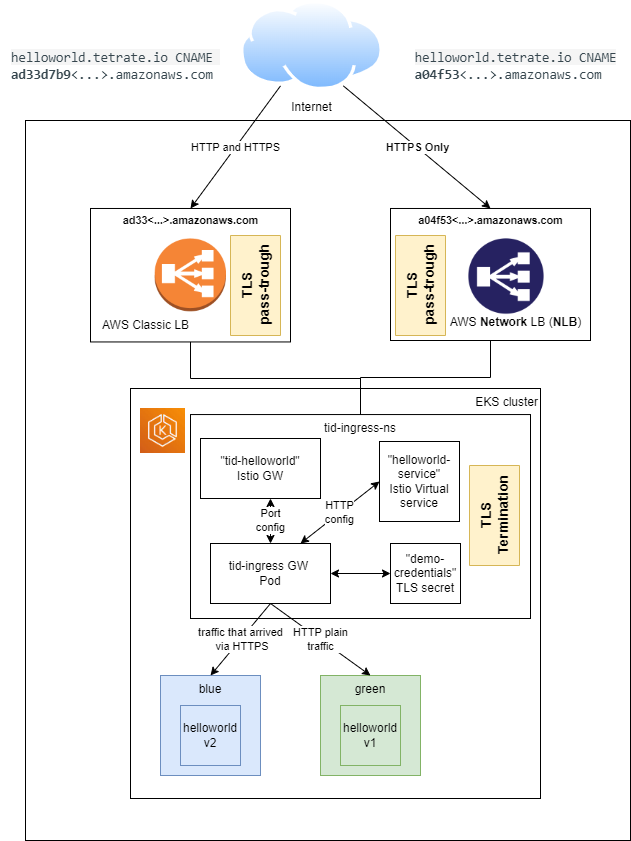 helloworld.tetrate.io CNAME
ad33d7b9<...>.amazonaws.com
helloworld.tetrate.io CNAME
a04f53<...>.amazonaws.com
Internet
HTTP and HTTPS
HTTPS Only
ad33<...>.amazonaws.com
TLS
pass-trough
AWS Classic LB
a04f53<...>.amazonaws.com
TLS
pass-trough
AWS Network LB (NLB)
EKS cluster
tid-ingress-ns
"tid-helloworld"
Istio GW
"helloworld-
service"
Istio Virtual
service
TLS
Termination
Port
config
HTTP
config
tid-ingress GW
Pod
"demo-
credentials"
TLS secret
traffic that arrived
via HTTPS
HTTP plain
traffic
blue
helloworld
v2
green
helloworld
v1
K